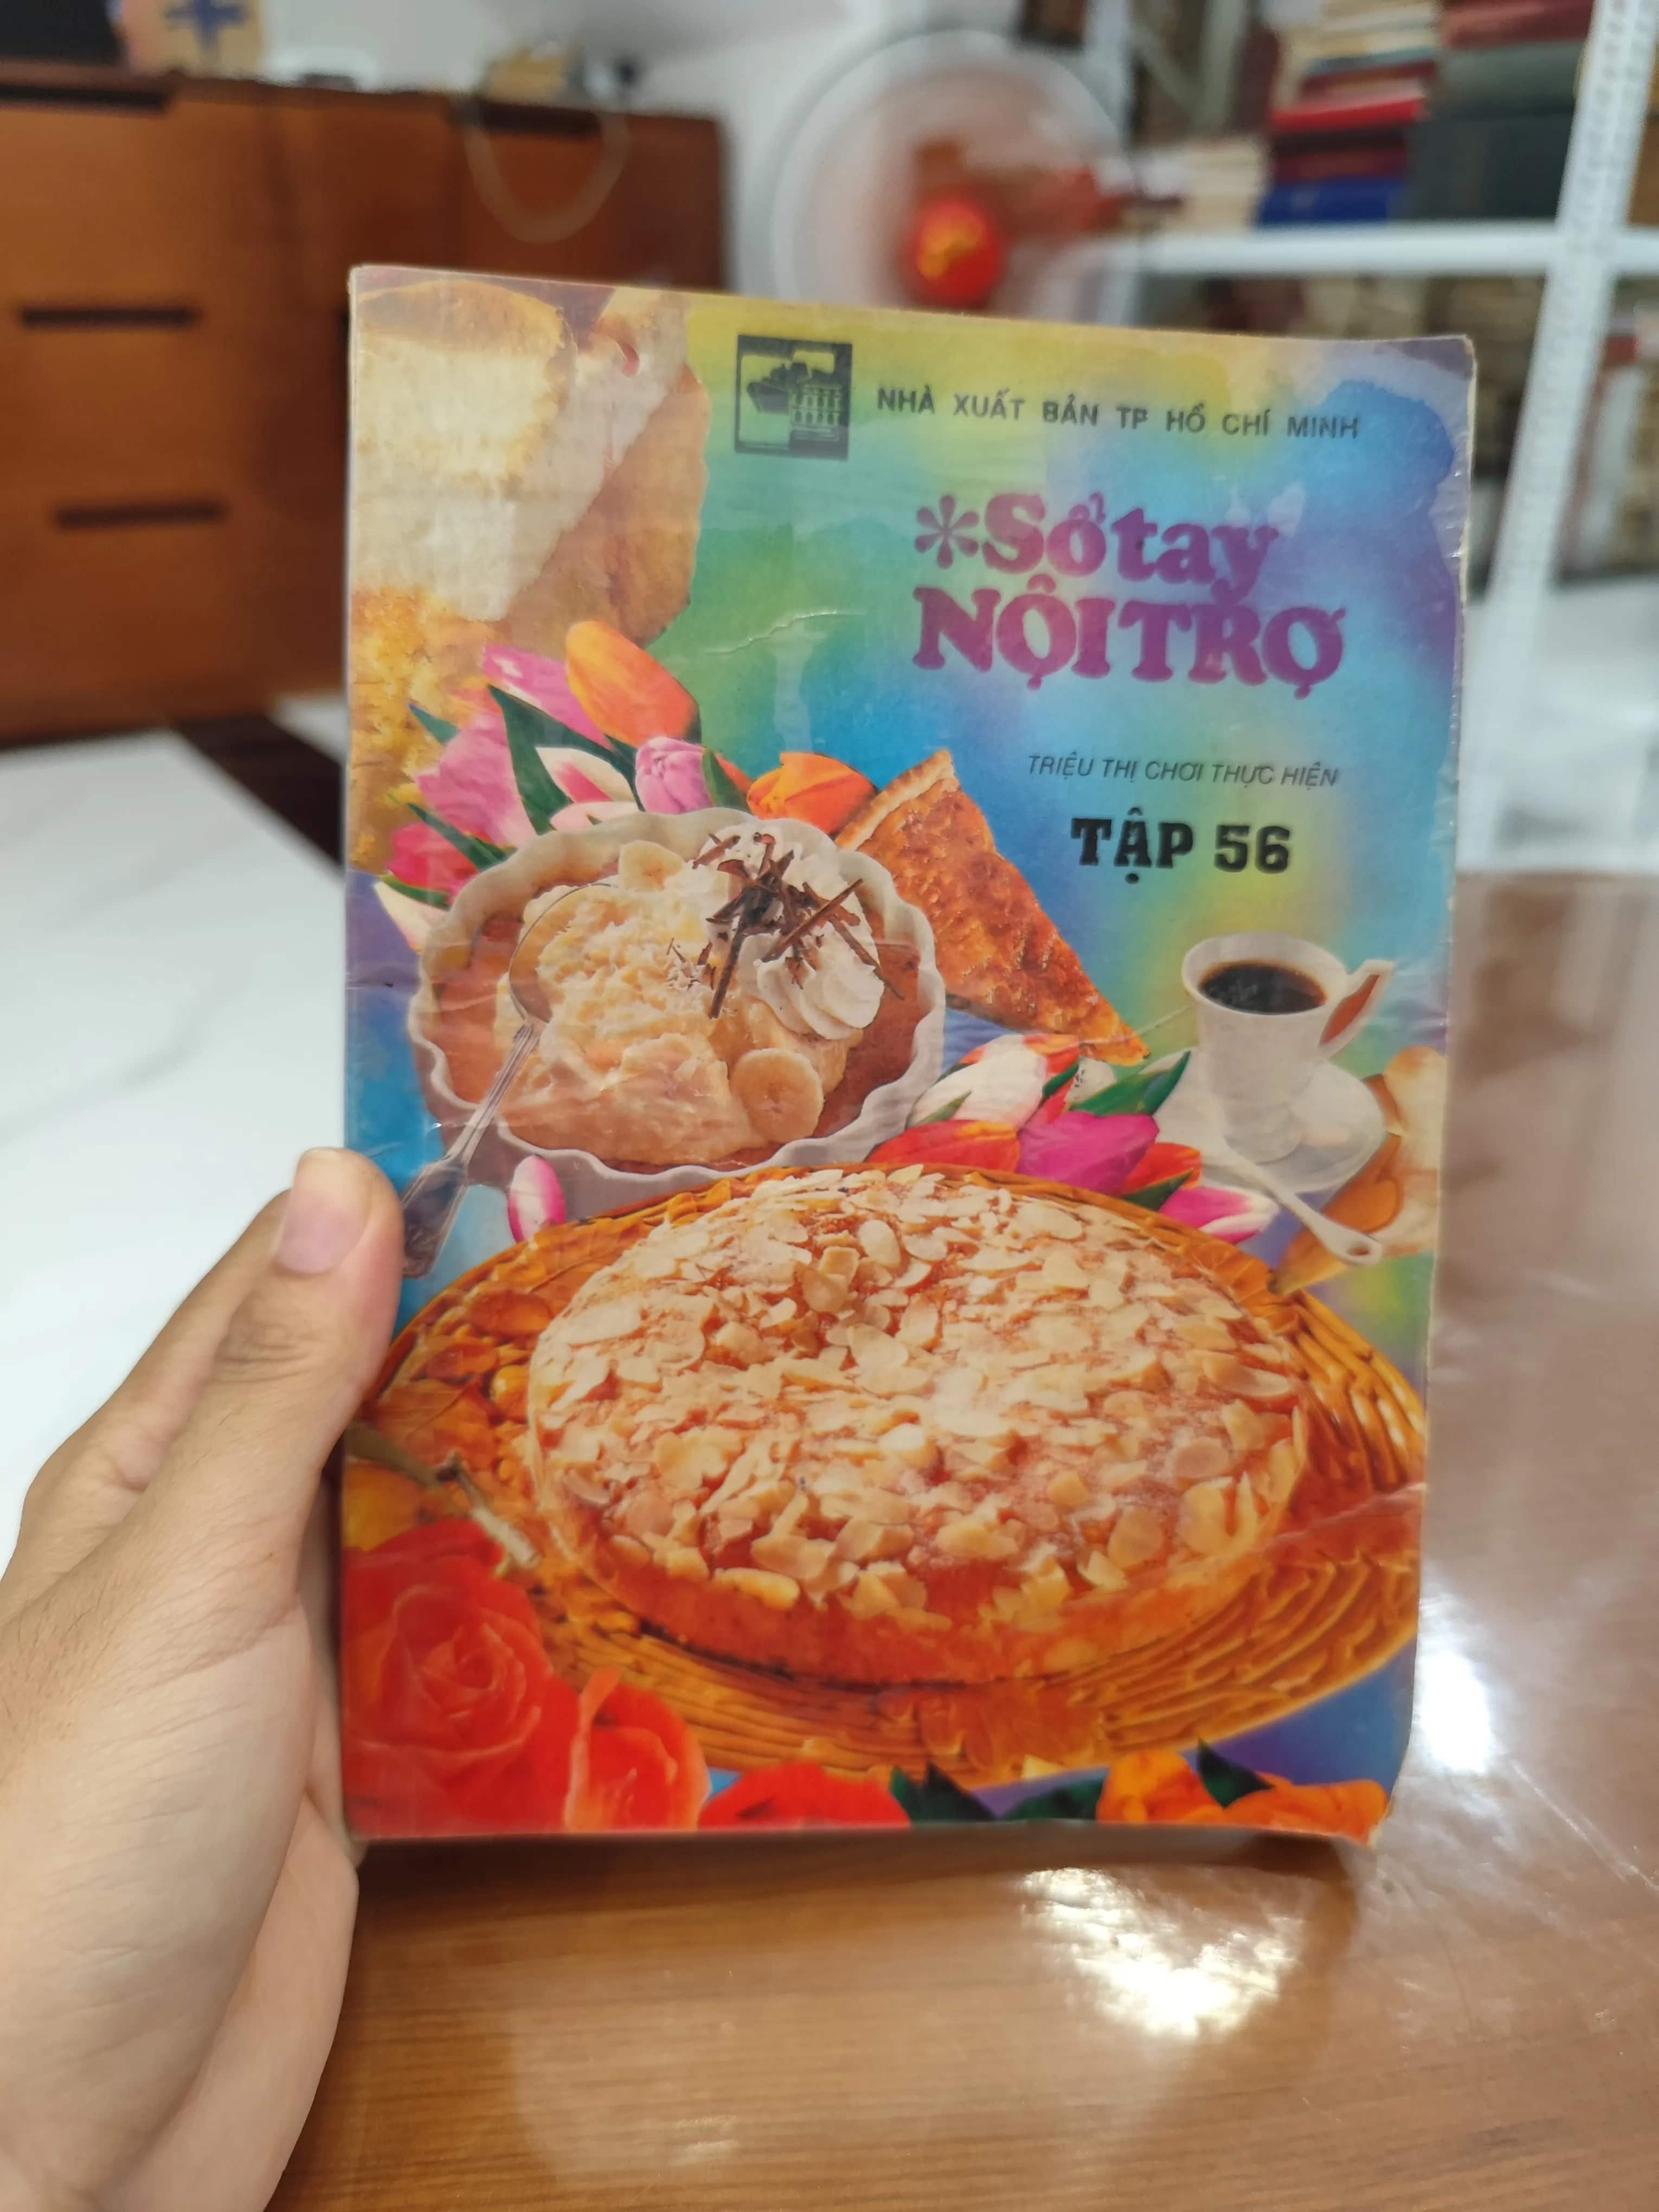 NHÀ XUẤT BẢN TP HỒ CHÍ MINH
*Sổ tay
NỘI TRỢ
TRIỆU THỊ CHƠI THỰC HIỆN
TẬP 56